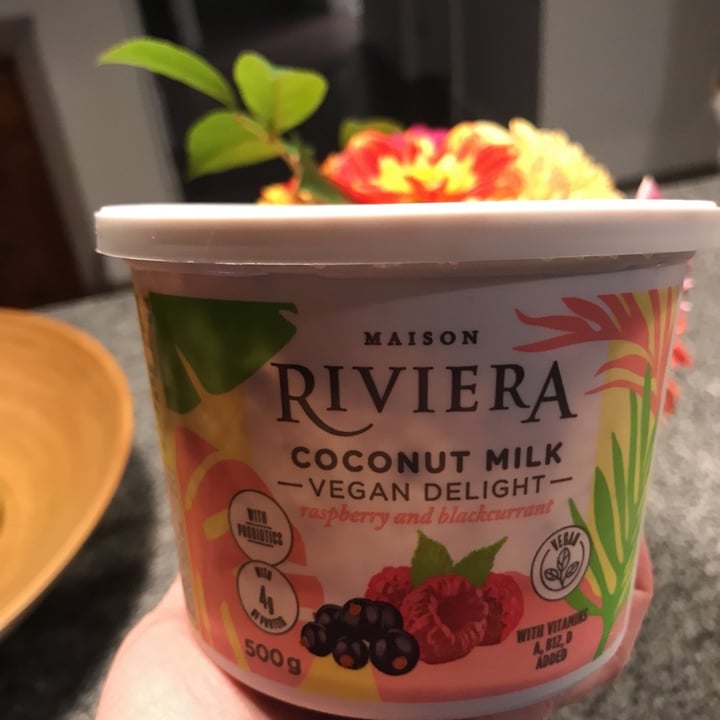 MAISON
RIVIERA
COCONUT MILK
VEGAN DELIGHT
raspberry and blackcurrant
WITH
PROBIOTICS
WITH
4g
OF PROTEIN
500 g
VEGAN
WITH VITAMINS
A, B12, D
ADDED